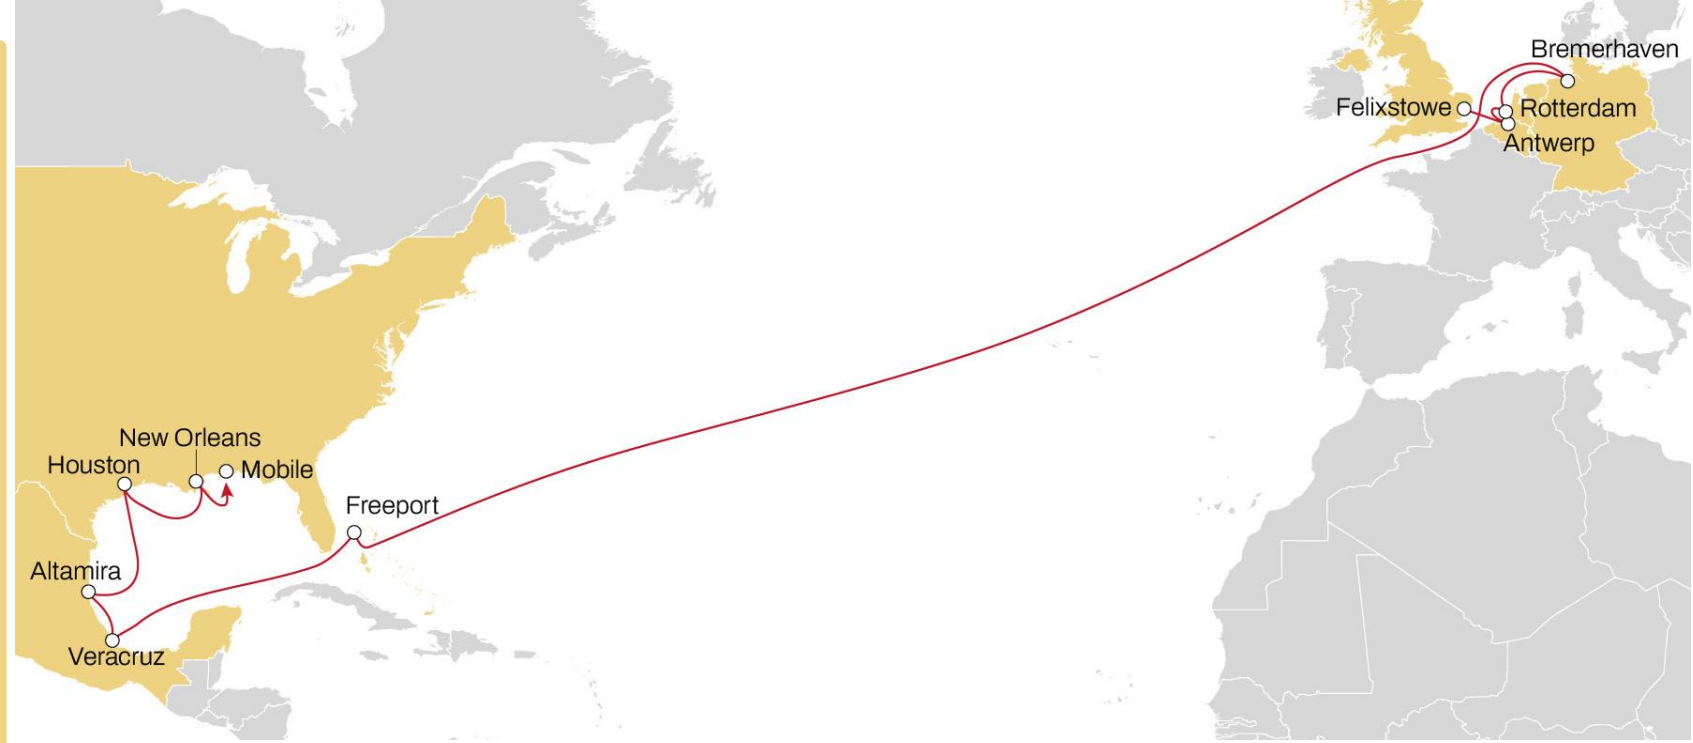 Bremerhaven
Felixstowe
Rotterdam
Antwerp
New Orleans
Houston
Mobile
Freeport
Altamira
Veracruz